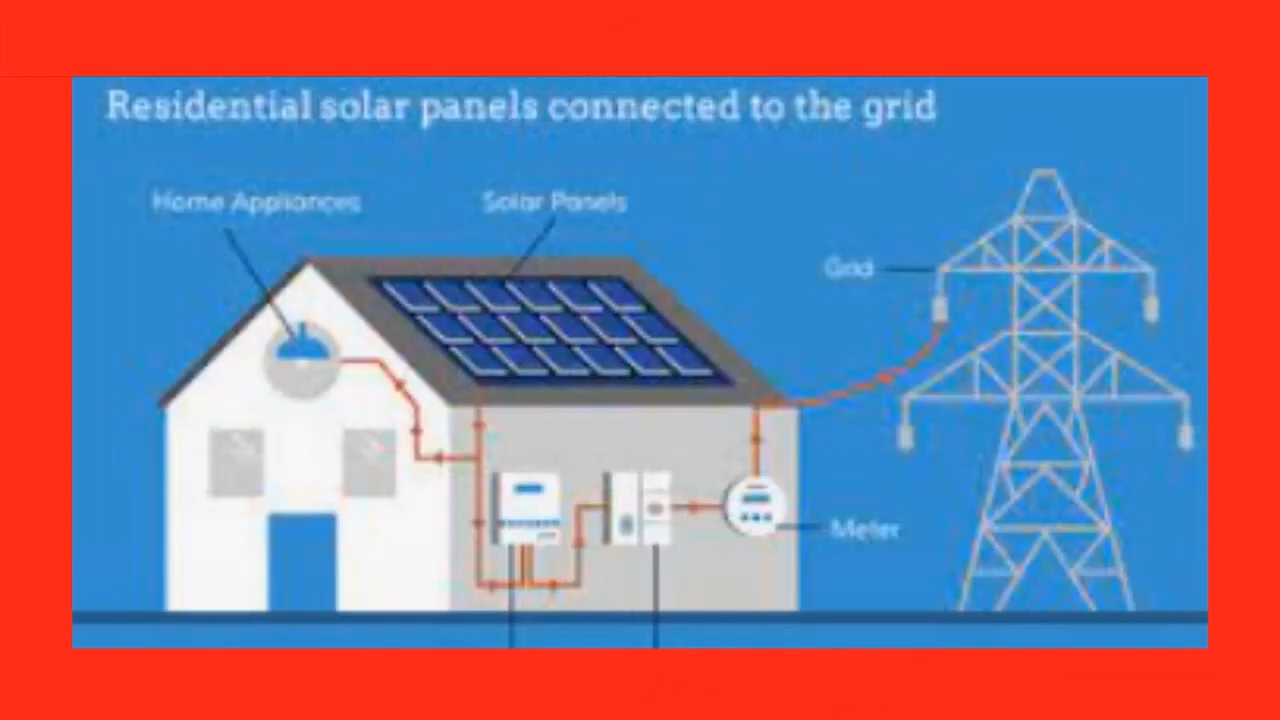 Residential solar panels connected to the grid
Home Appliances
Solar Panels
Grid
Meter